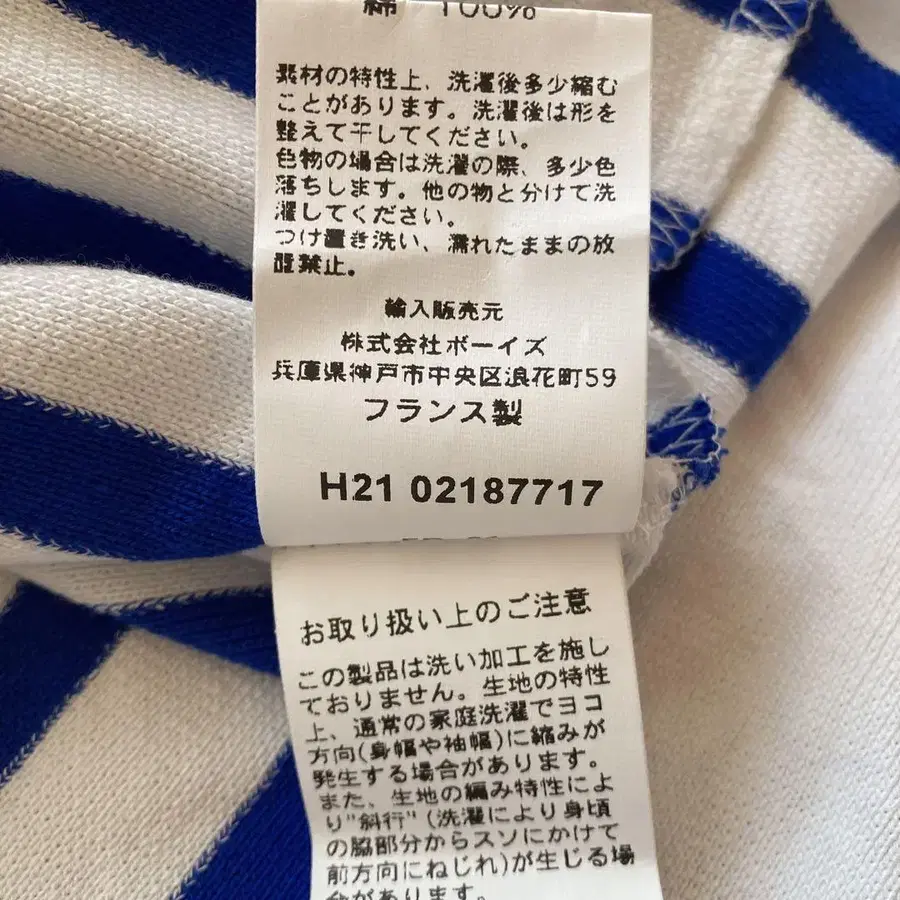 綿 100%
素材の特性上、洗濯後多少縮む
ことがあります。洗濯後は形を
整えて干してください。
色物の場合は洗濯の際、多少色
落ちします。他の物と分けて洗
濯してください。
つけ置き洗い、濡れたままの放
置禁止。
輸入販売元
株式会社ボーイズ
兵庫県神戸市中央区浪花町59
フランス製
H21 02187717
お取り扱い上のご注意
この製品は洗い加工を施し
ておりません。生地の特性
上、通常の家庭洗濯でヨコ
方向(身幅や袖幅)に縮みが
発生する場合があります。
また、生地の編み特性によ
り"斜行"(洗濯により身頃
の脇部分からスソにかけて
前方向にねじれ)が生じる場
合があります。